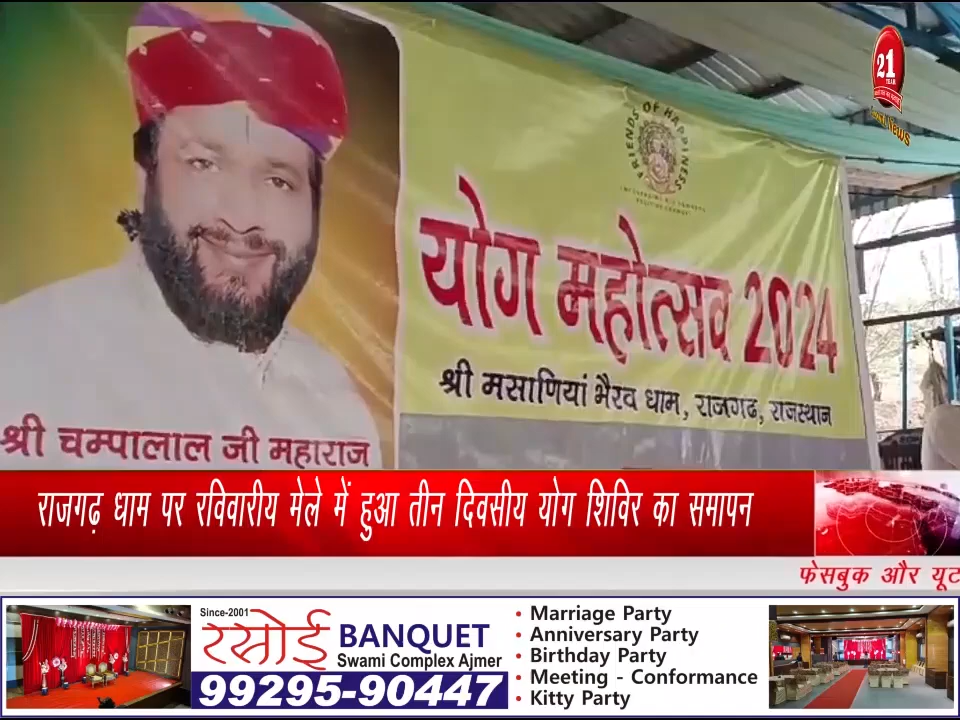 21
YEAR
News
FRIENDS OF HAPPINESS
योग महोत्सव 2024
श्री मसाणियां भैरव धाम, राजगढ, राजस्थान
श्री चम्पालाल जी महाराज
राजगढ़ धाम पर रविवारीय मेले में हुआ तीन दिवसीय योग शिविर का समापन
फेसबुक और यूट
Since-2001
रसोई BANQUET
Swami Complex Ajmer
99295-90447
• Marriage Party
• Anniversary Party
• Birthday Party
• Meeting - Conformance
• Kitty Party